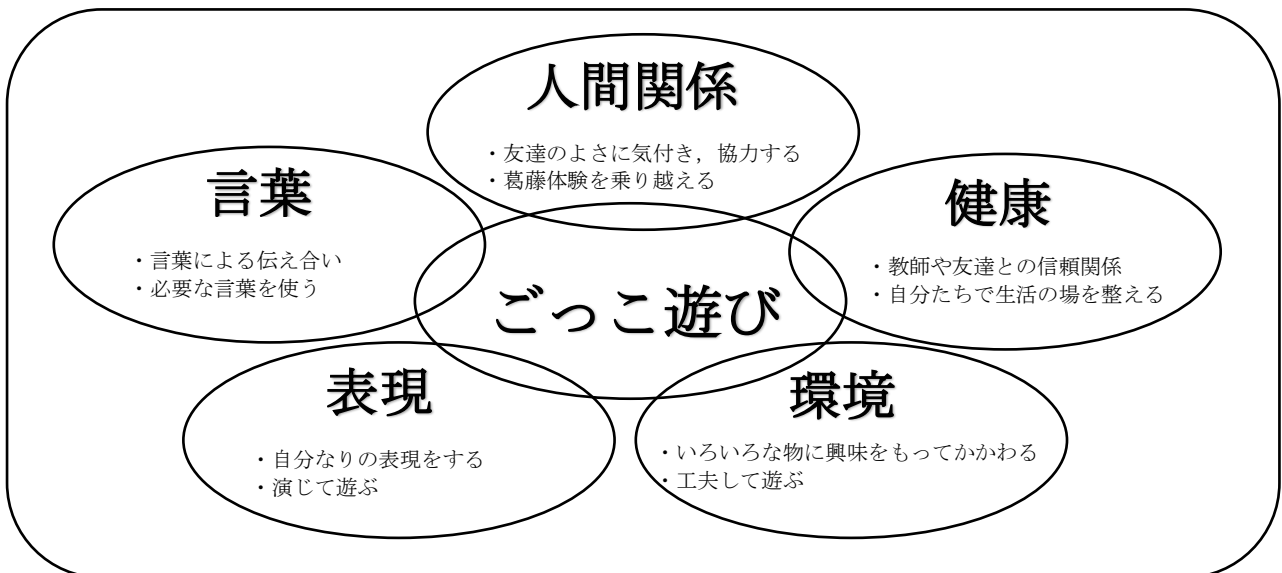 人間関係
・友達のよさに気付き，協力する
・葛藤体験を乗り越える
言葉
・言葉による伝え合い
・必要な言葉を使う
健康
・教師や友達との信頼関係
・自分たちで生活の場を整える
ごっこ遊び
表現
・自分なりの表現をする
・演じて遊ぶ
環境
・いろいろな物に興味をもってかかわる
・工夫して遊ぶ